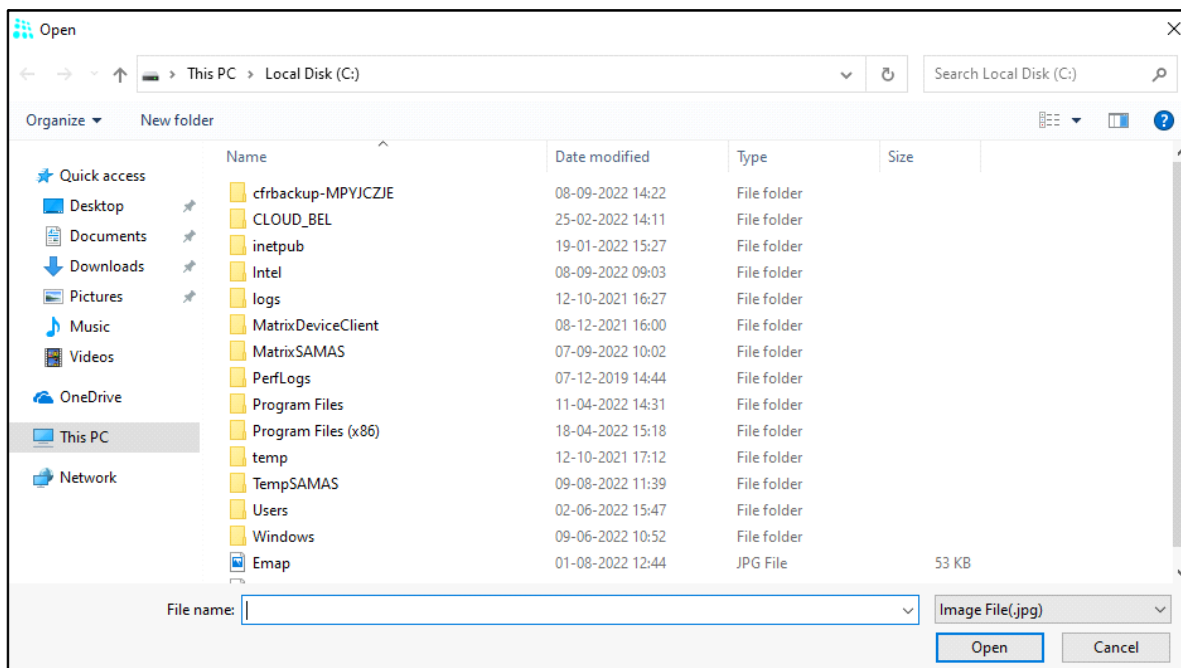 Open
This PC > Local Disk (C:)
Search Local Disk (C:)
Organize
New folder
Name Date modified Type Size
Quick access
Desktop
Documents
Downloads
Pictures
Music
Videos
OneDrive
This PC
Network
cfrbackup-MPYJCZJE 08-09-2022 14:22 File folder
CLOUD_BEL 25-02-2022 14:11 File folder
inetpub 19-01-2022 15:27 File folder
Intel 08-09-2022 09:03 File folder
logs 12-10-2021 16:27 File folder
MatrixDeviceClient 08-12-2021 16:00 File folder
MatrixSAMAS 07-09-2022 10:02 File folder
PerfLogs 07-12-2019 14:44 File folder
Program Files 11-04-2022 14:31 File folder
Program Files (x86) 18-04-2022 15:18 File folder
temp 12-10-2021 17:12 File folder
TempSAMAS 09-08-2022 11:39 File folder
Users 02-06-2022 15:47 File folder
Windows 09-06-2022 10:52 File folder
Emap 01-08-2022 12:44 JPG File 53 KB
File name:
Image File(.jpg)
Open
Cancel